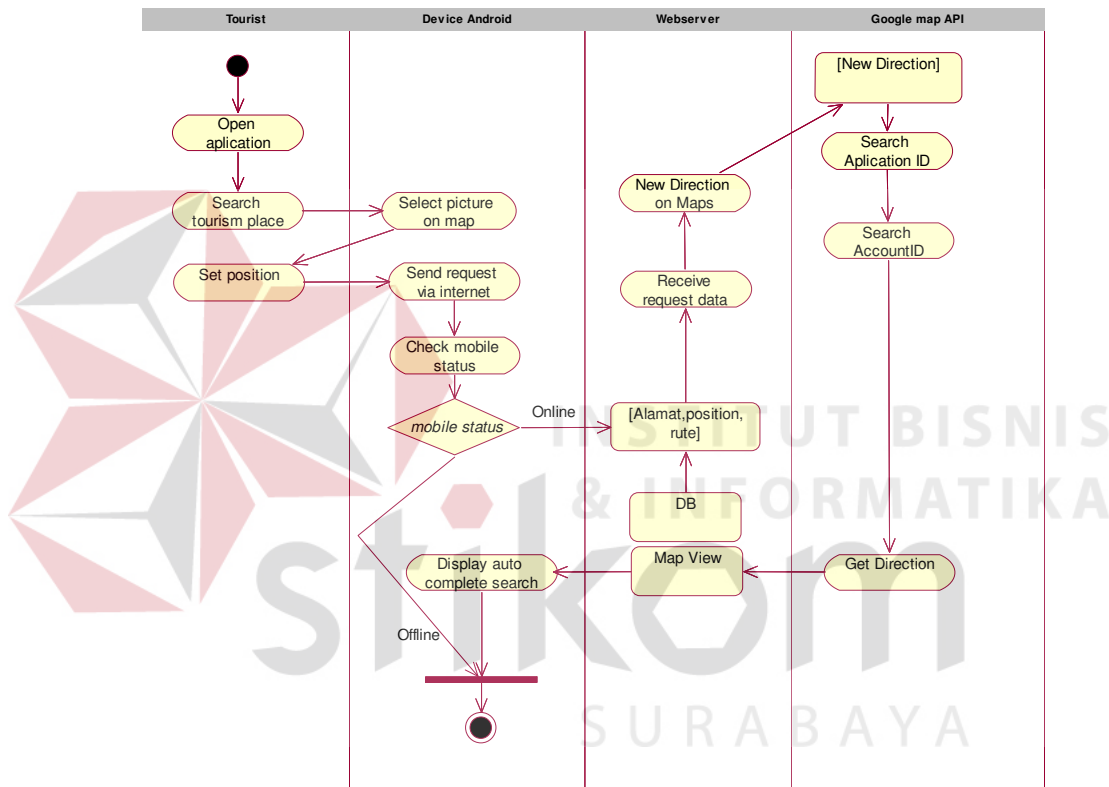 Tourist
Device Android
Webserver
Google map API
[New Direction]
Open
aplication
Search
Aplication ID
New Direction
on Maps
Search
tourism place
Select picture
on map
Search
AccountID
Set position
Send request
via internet
Receive
request data
Check mobile
status
mobile status
Online
[Alamat,position,
rute]
INSTITUT BISNIS
& INFORMATIKA
DB
Map View
Display auto
complete search
Get Direction
stikom
Offline
SURABAYA